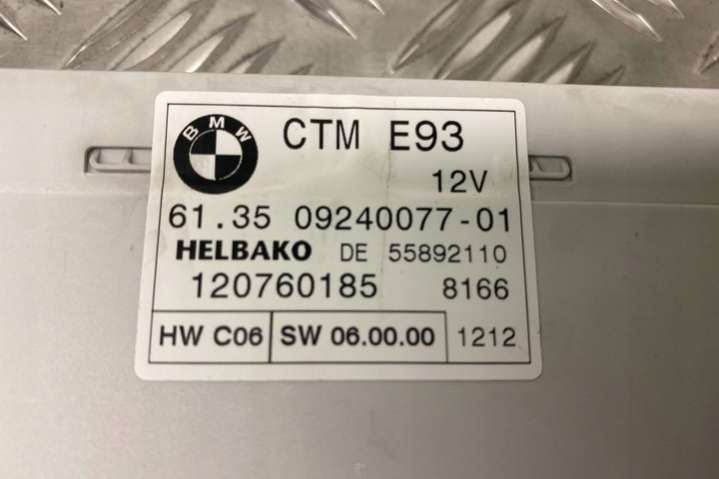 BMW
CTM E93
12V
61.35 09240077-01
HELBAKO DE 55892110
120760185 8166
HW C06 SW 06.00.00 1212